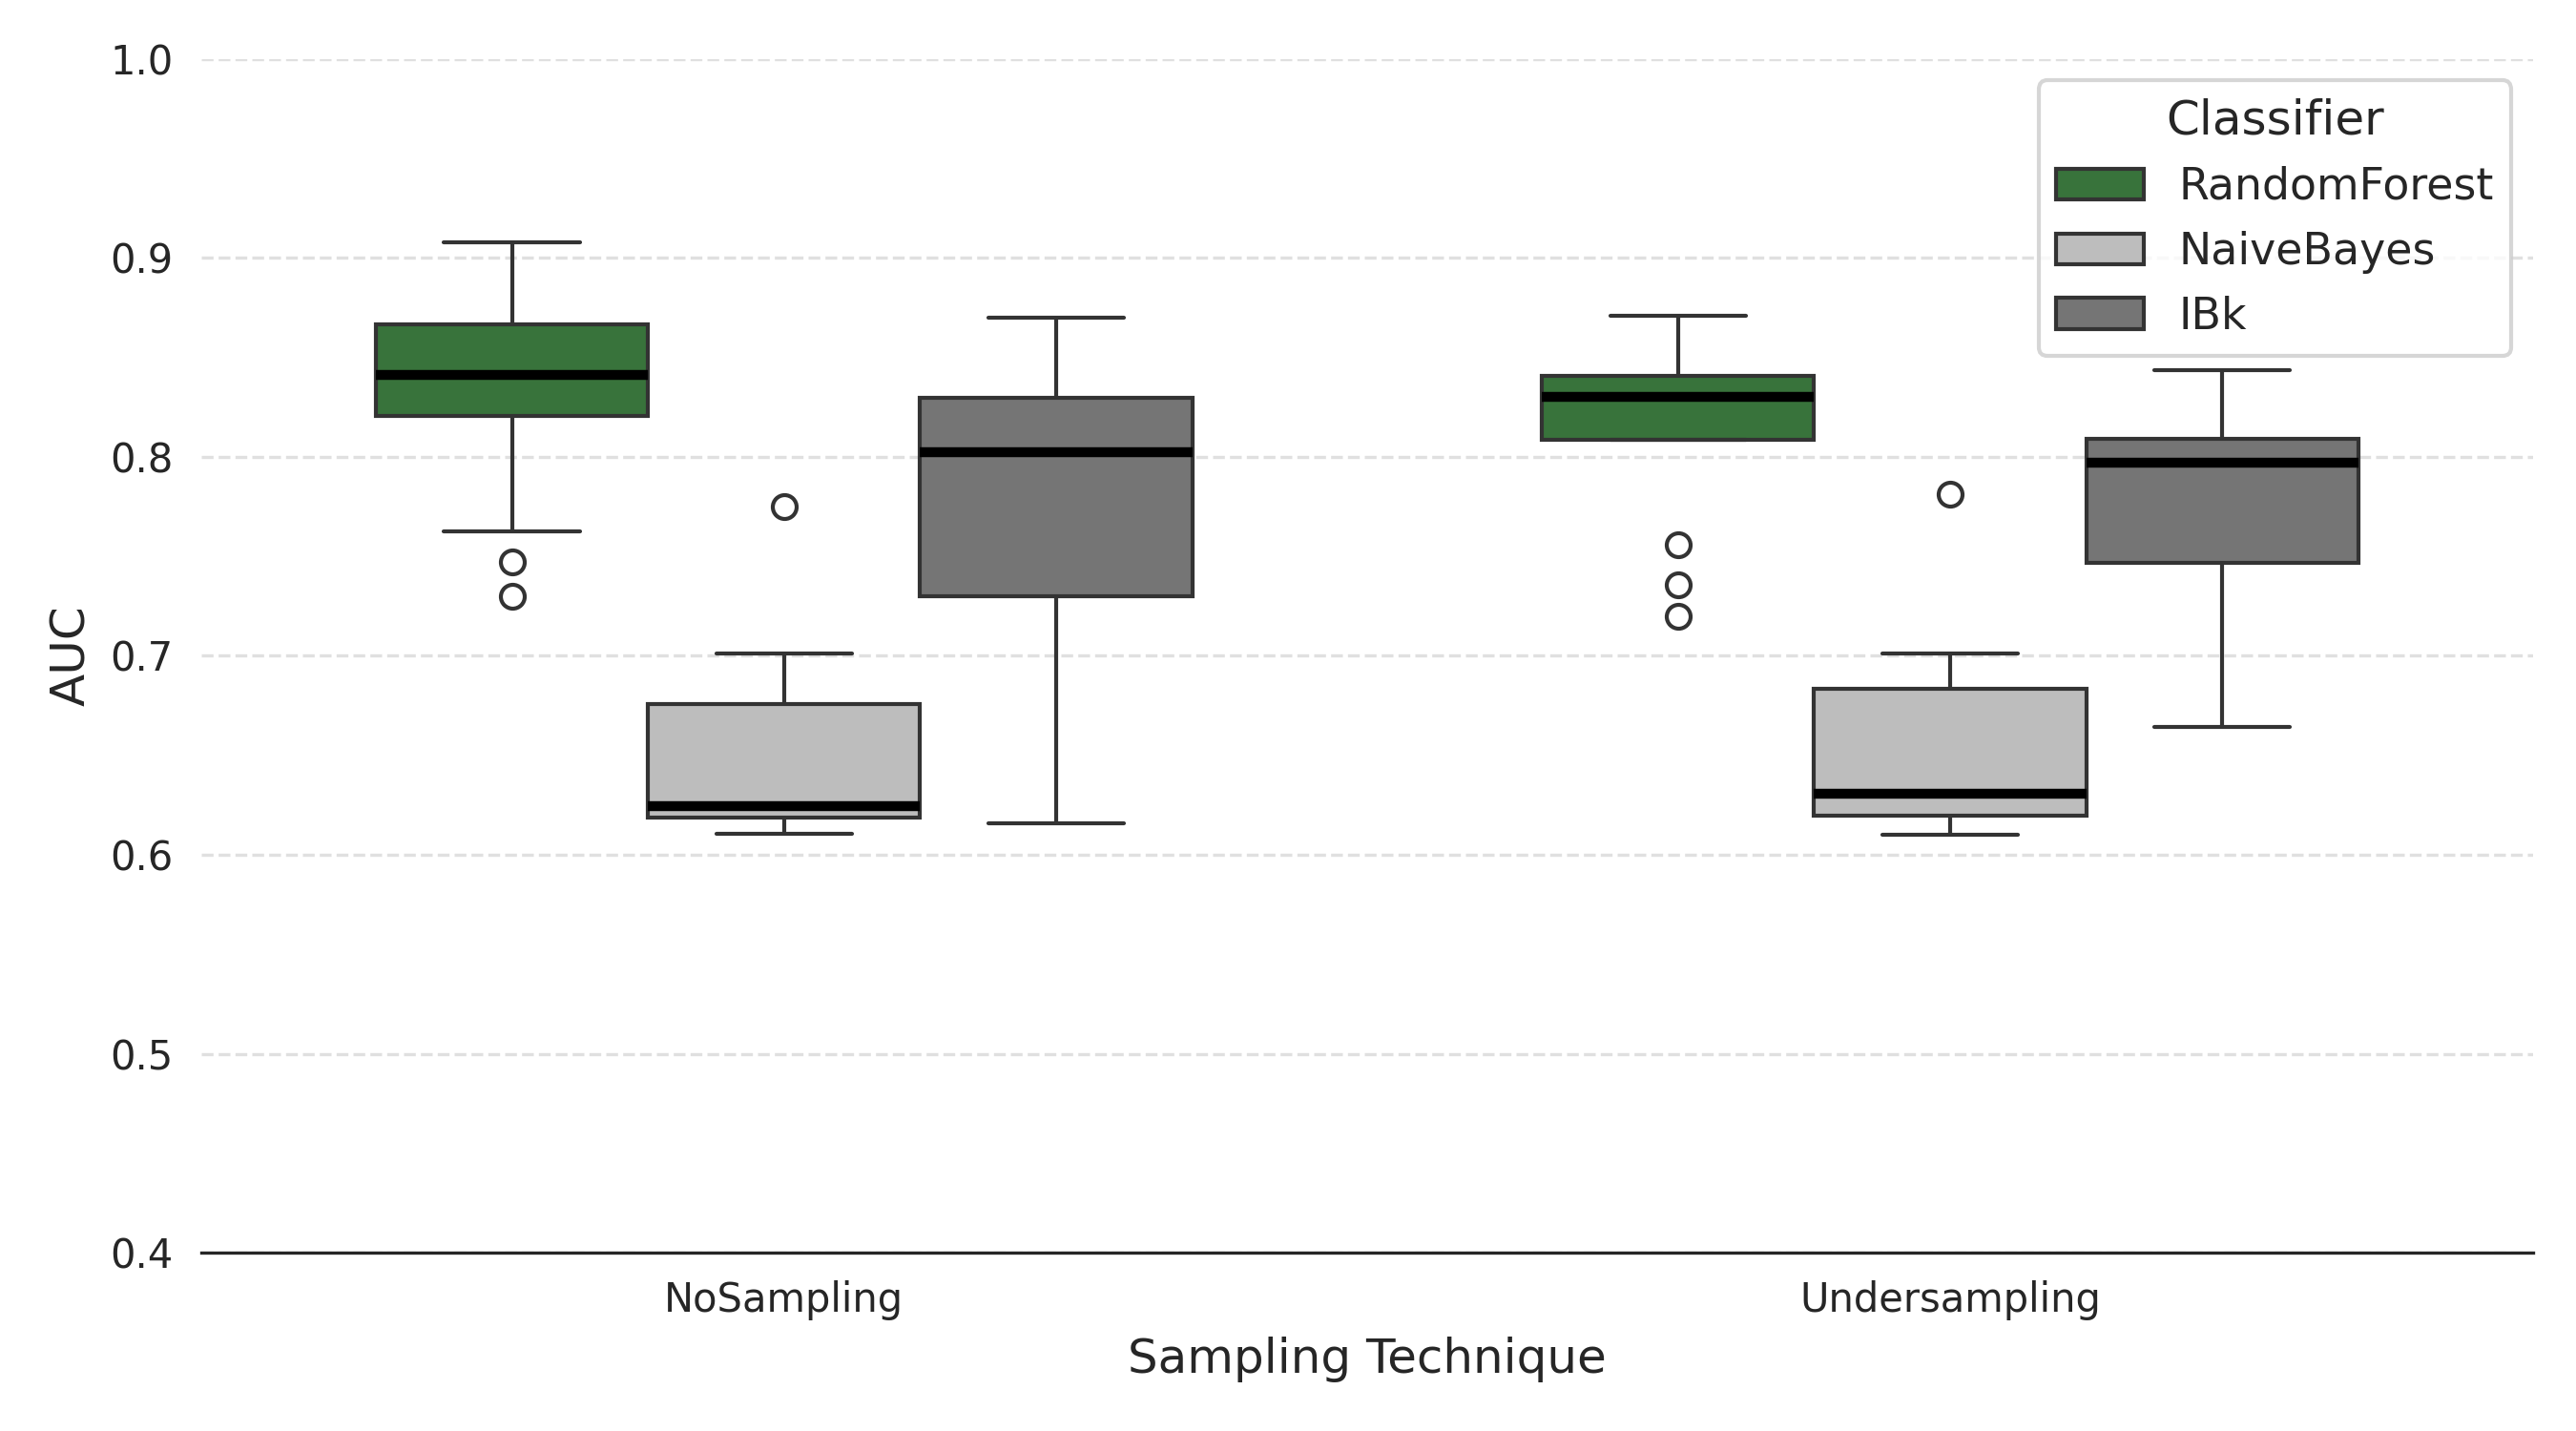 1.0
0.9
0.8
0.7
0.6
0.5
0.4
AUC
Classifier
RandomForest
NaiveBayes
IBk
NoSampling
Undersampling
Sampling Technique